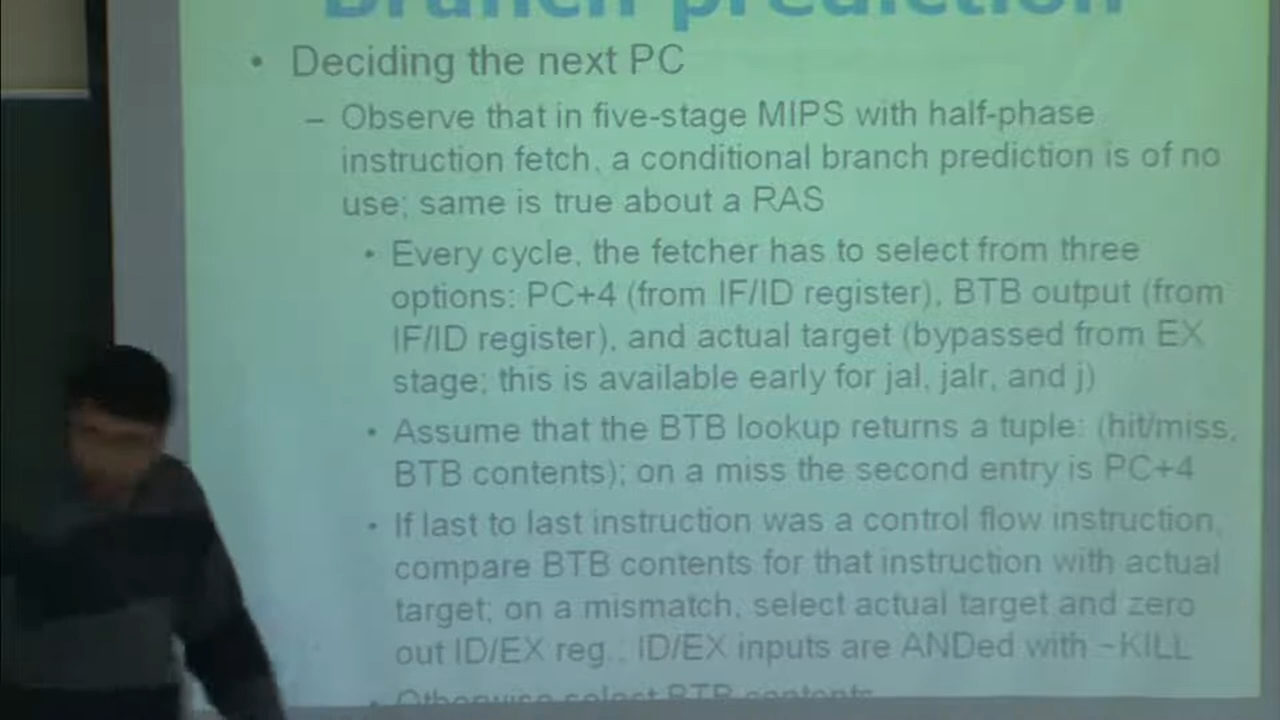 Branch prediction
• Deciding the next PC
– Observe that in five-stage MIPS with half-phase
instruction fetch, a conditional branch prediction is of no
use; same is true about a RAS
• Every cycle, the fetcher has to select from three
options: PC+4 (from IF/ID register), BTB output (from
IF/ID register), and actual target (bypassed from EX
stage; this is available early for jal, jalr, and j)
• Assume that the BTB lookup returns a tuple: (hit/miss,
BTB contents); on a miss the second entry is PC+4
• If last to last instruction was a control flow instruction,
compare BTB contents for that instruction with actual
target; on a mismatch, select actual target and zero
out ID/EX reg.; ID/EX inputs are ANDed with ~KILL
• Otherwise select BTB contents